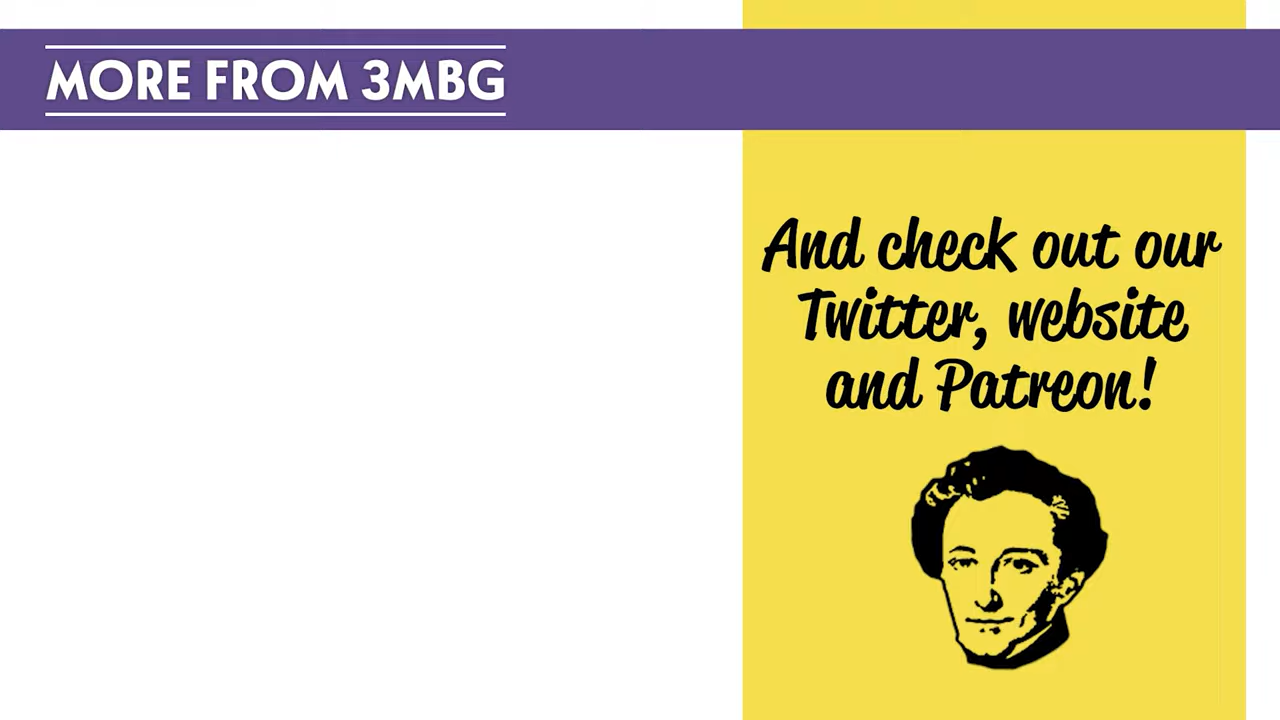 MORE FROM 3MBG
And check out our
Twitter, website
and Patreon!